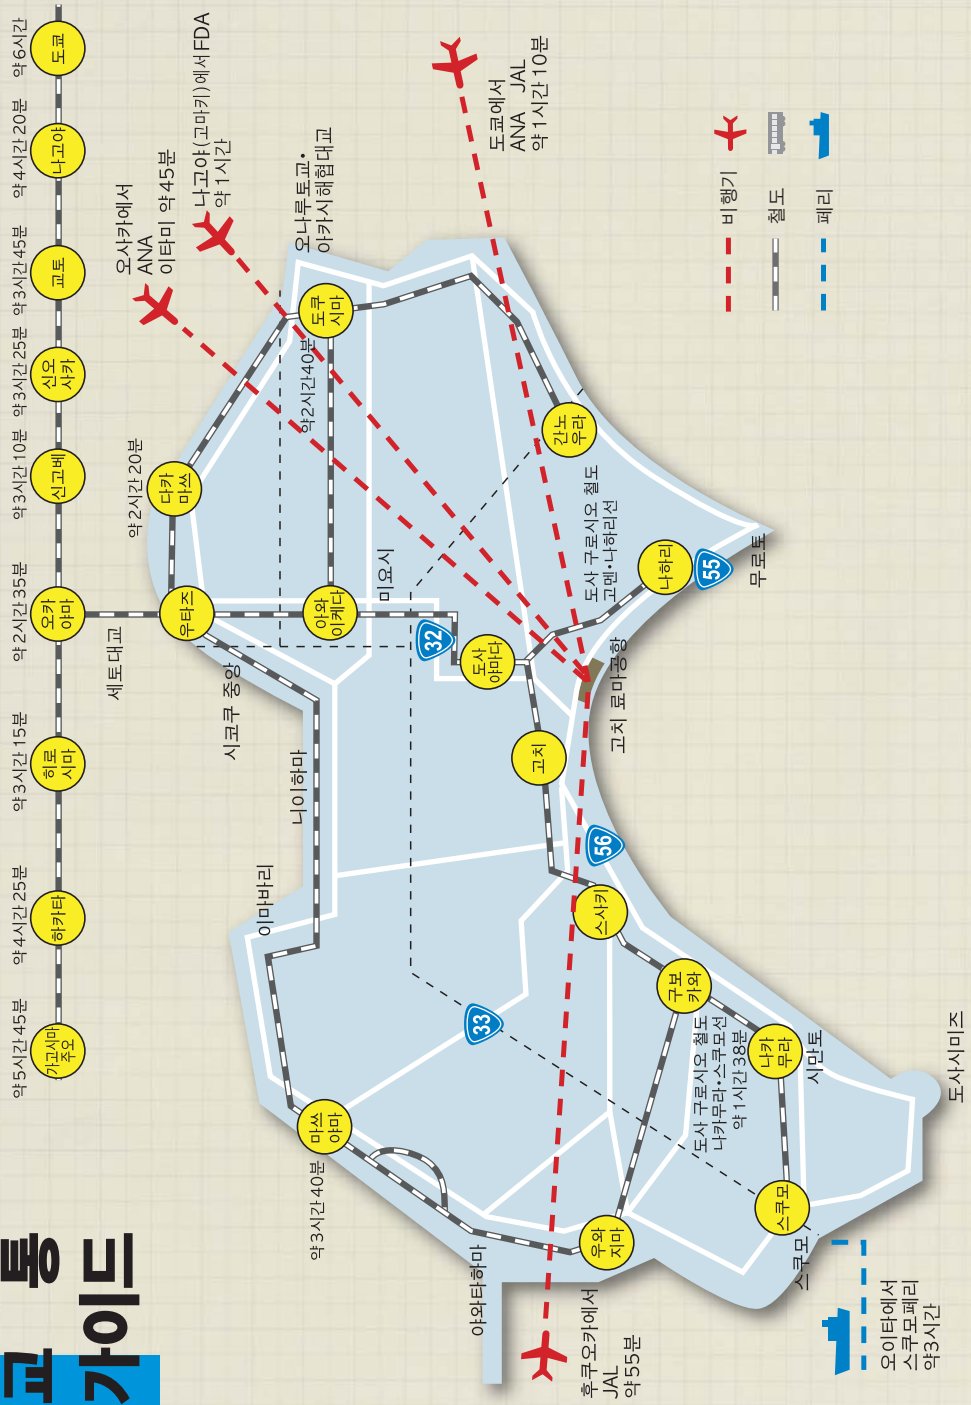 교통
가이드
약 5시간 45분
약 4시간 25분
약 3시간 15분
약 2시간 35분
약 3시간 10분
약 3시간 25분
약 3시간 45분
약 4시간 20분
약 6시간
가고시마
주오
하카타
히로
시마
오카
야마
신고베
신오
사카
교토
나고야
도쿄
세토대교
약 2시간 20분
오사카에서
ANA
이타미 약 45분
나고야 (고마키)에서 FDA
약 1시간
우타즈
다카
마쓰
시코쿠 중앙
이마바리
니이하마
오나루토교•
아카시해협대교
약 3시간 40분
마쓰
야마
아와
이케다
약 2시간 40분
도쿠
시마
미요시
32
33
야와타하마
도사
야마다
도쿄에서
ANA JAL
약 1시간 10분
고치
간노
우라
후쿠오카에서
JAL
약 55분
우와
지마
스사키
56
고치 료마공항
도사 구로시오 철도
고멘•나하리선
나하리
55
무로토
구보
카와
도사 구로시오 철도
나카무라•스쿠모선
약 1시간 38분
나카
무라
시만토
스쿠모
스쿠모
오이타에서
스쿠모페리
약3시간
도사시미즈
비행기
철도
페리